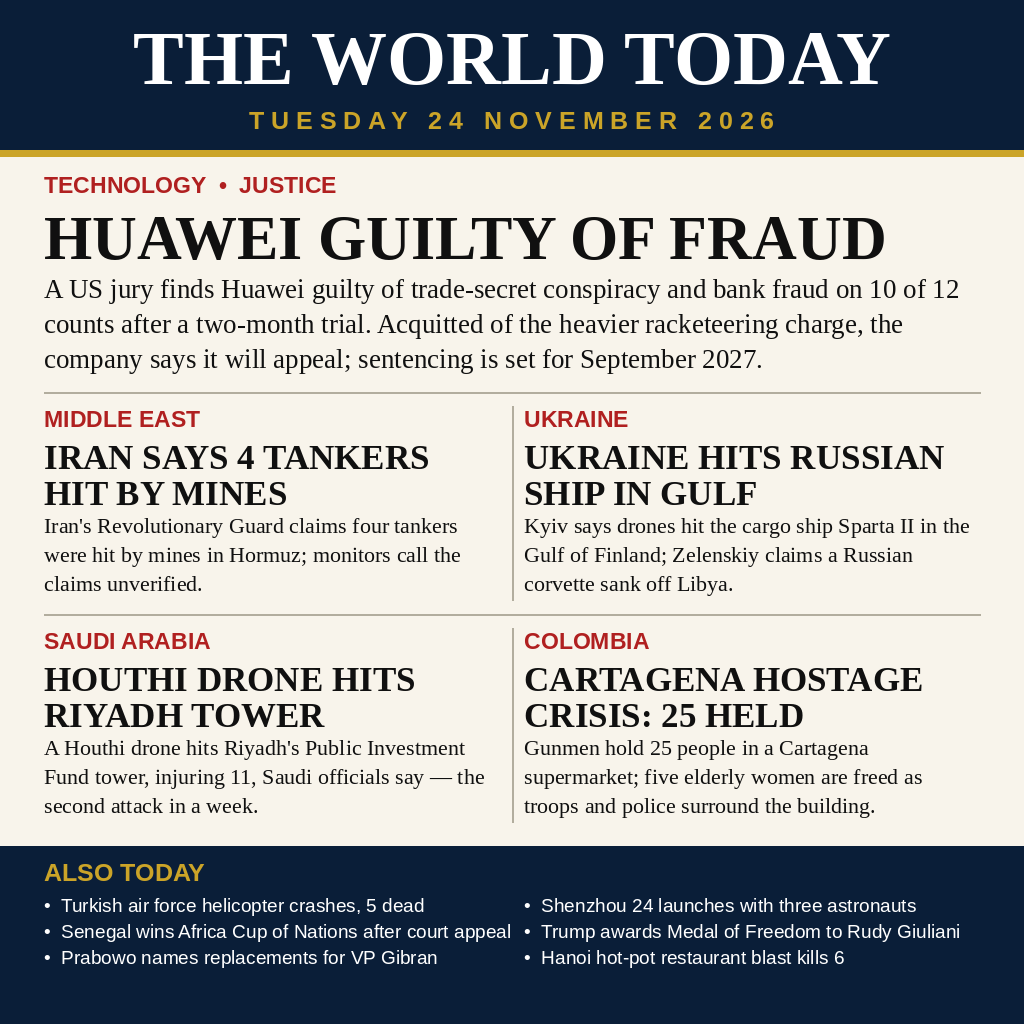 THE WORLD TODAY
TUESDAY 24 NOVEMBER 2026
TECHNOLOGY • JUSTICE
HUAWEI GUILTY OF FRAUD
A US jury finds Huawei guilty of trade-secret conspiracy and bank fraud on 10 of 12
counts after a two-month trial. Acquitted of the heavier racketeering charge, the
company says it will appeal; sentencing is set for September 2027.
MIDDLE EAST
IRAN SAYS 4 TANKERS
HIT BY MINES
Iran's Revolutionary Guard claims four tankers
were hit by mines in Hormuz; monitors call the
claims unverified.
UKRAINE
UKRAINE HITS RUSSIAN
SHIP IN GULF
Kyiv says drones hit the cargo ship Sparta II in the
Gulf of Finland; Zelenskiy claims a Russian
corvette sank off Libya.
SAUDI ARABIA
HOUTHI DRONE HITS
RIYADH TOWER
A Houthi drone hits Riyadh's Public Investment
Fund tower, injuring 11, Saudi officials say — the
second attack in a week.
COLOMBIA
CARTAGENA HOSTAGE
CRISIS: 25 HELD
Gunmen hold 25 people in a Cartagena
supermarket; five elderly women are freed as
troops and police surround the building.
ALSO TODAY
• Turkish air force helicopter crashes, 5 dead
• Senegal wins Africa Cup of Nations after court appeal
• Prabowo names replacements for VP Gibran
• Shenzhou 24 launches with three astronauts
• Trump awards Medal of Freedom to Rudy Giuliani
• Hanoi hot-pot restaurant blast kills 6